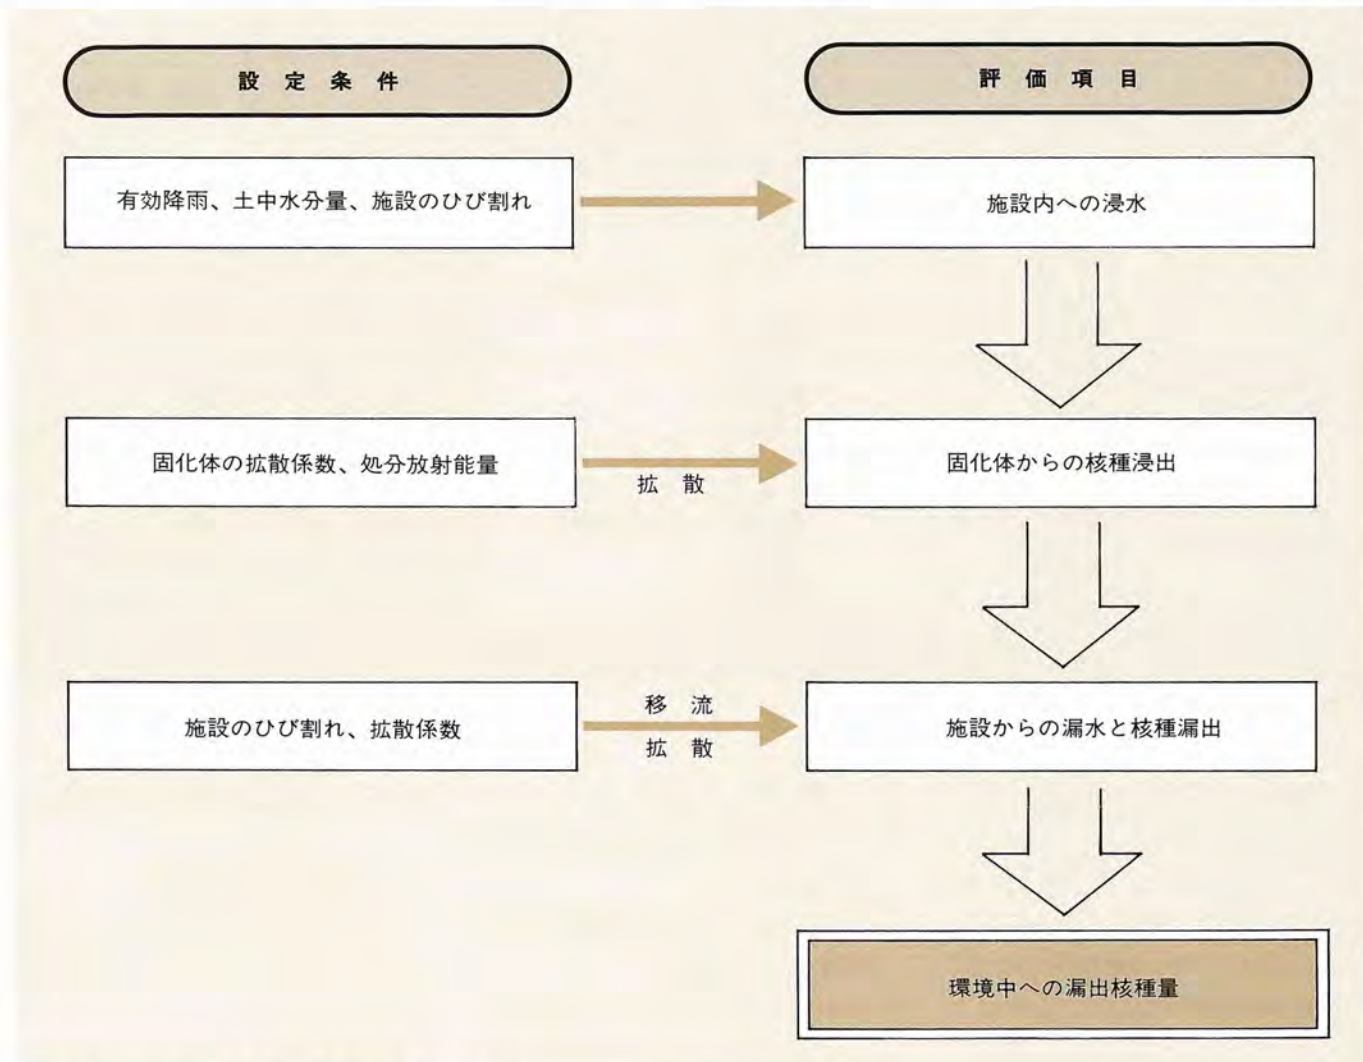 設定条件
評価項目
有効降雨、土中水分量、施設のひび割れ
施設内への浸水
固化体の拡散係数、処分放射能量
拡散
固化体からの核種浸出
施設のひび割れ、拡散係数
移流
拡散
施設からの漏水と核種漏出
環境中への漏出核種量